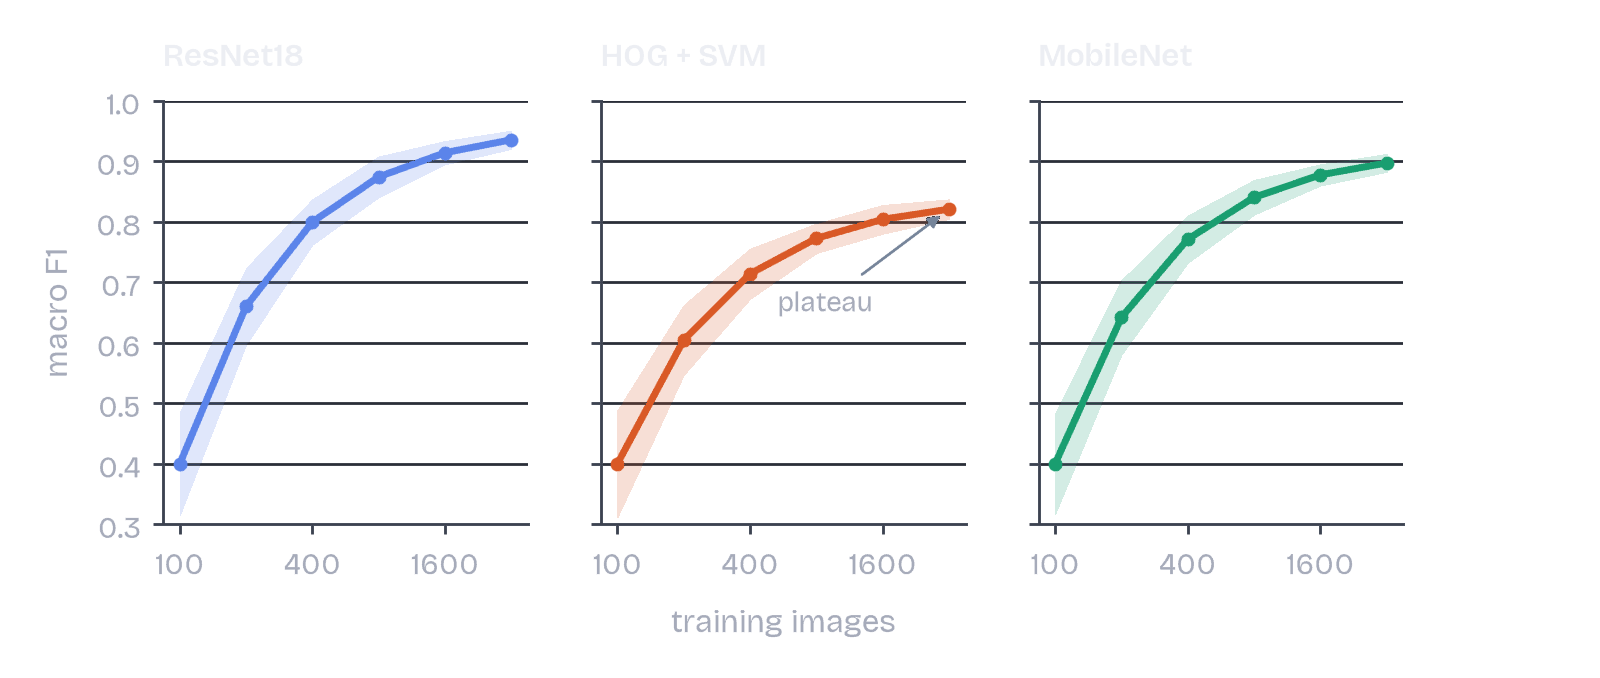 ResNet18
HOG + SVM
MobileNet
1.0
0.9
0.8
0.7
0.6
0.5
0.4
0.3
macro F1
plateau
100 400 1600
100 400 1600
100 400 1600
training images